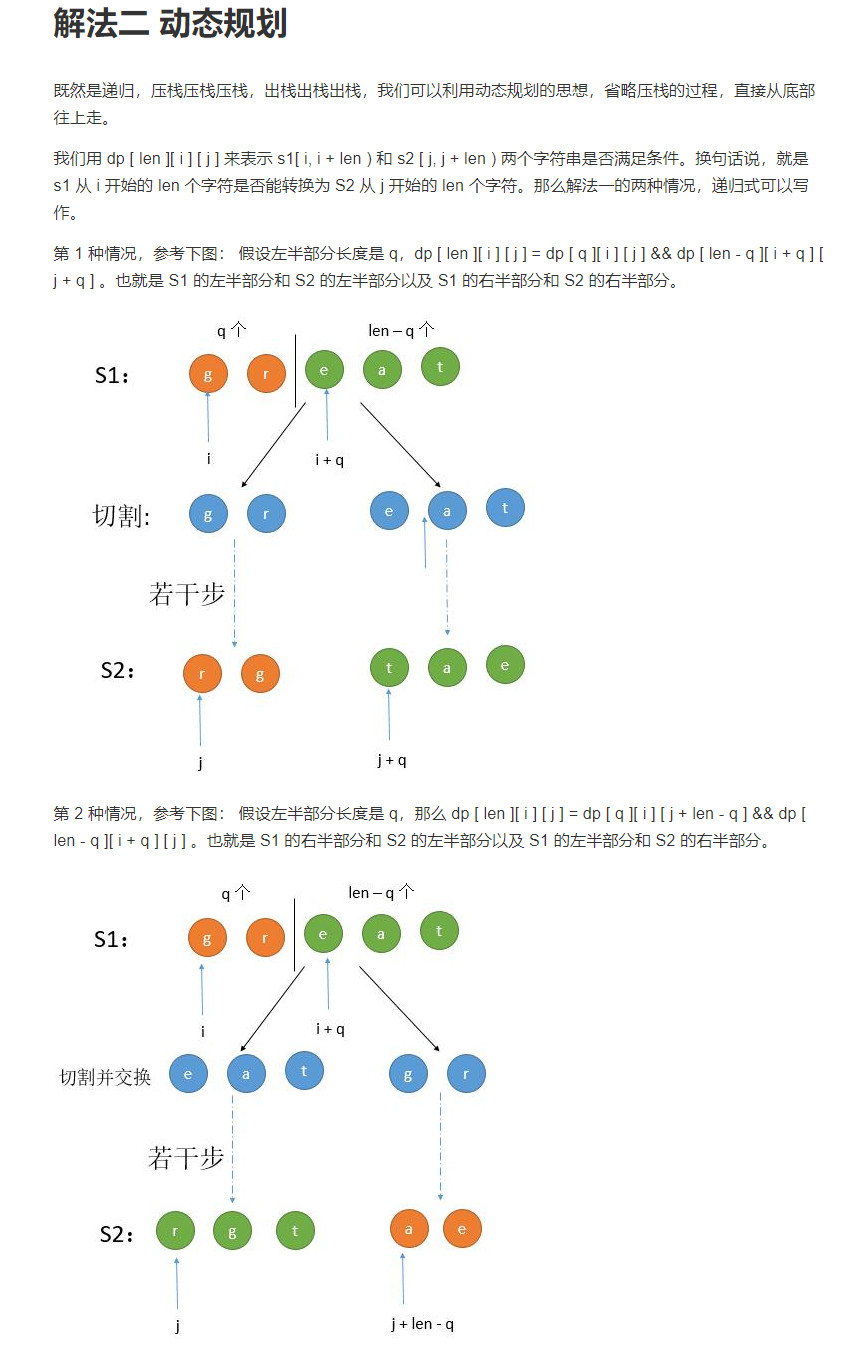 解法二 动态规划
既然是递归，压栈压栈压栈，出栈出栈出栈，我们可以利用动态规划的思想，省略压栈的过程，直接从底部
往上走。
我们用 dp [ len ][ i ] [ j ] 来表示 s1[ i, i + len ) 和 s2 [ j, j + len ) 两个字符串是否满足条件。换句话说，就是
s1 从 i 开始的 len 个字符是否能转换为 S2 从 j 开始的 len 个字符。那么解法一的两种情况，递归式可以写
作。
第 1 种情况，参考下图： 假设左半部分长度是 q，dp [ len ][ i ] [ j ] = dp [ q ][ i ] [ j ] && dp [ len - q ][ i + q ] [
j + q ] 。也就是 S1 的左半部分和 S2 的左半部分以及 S1 的右半部分和 S2 的右半部分。
q 个 len – q 个
S1： g r e a t
i i + q
切割: g r e a t
若干步
S2： r g t a e
j j + q
第 2 种情况，参考下图： 假设左半部分长度是 q，那么 dp [ len ][ i ] [ j ] = dp [ q ][ i ] [ j + len - q ] && dp [
len - q ][ i + q ] [ j ] 。也就是 S1 的右半部分和 S2 的左半部分以及 S1 的左半部分和 S2 的右半部分。
q 个 len – q 个
S1： g r e a t
i i + q
切割并交换 e a t g r
若干步
S2： r g t a e
j j + len - q